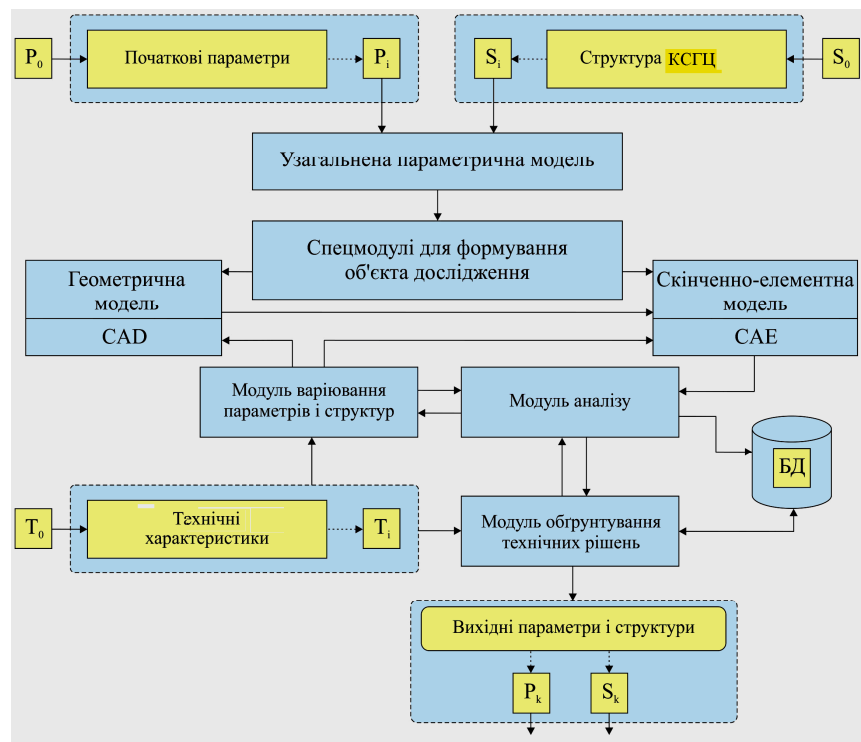 P₀
Початкові параметри
Pᵢ
Sᵢ
Структура КСГЦ
S₀
Узагальнена параметрична модель
Спецмодулі для формування
об'єкта дослідження
Геометрична
модель
CAD
Скінченно-елементна
модель
CAE
Модуль варіювання
параметрів і структур
Модуль аналізу
БД
T₀
Технічні
характеристики
Tᵢ
Модуль обґрунтування
технічних рішень
Вихідні параметри і структури
Pₖ
Sₖ